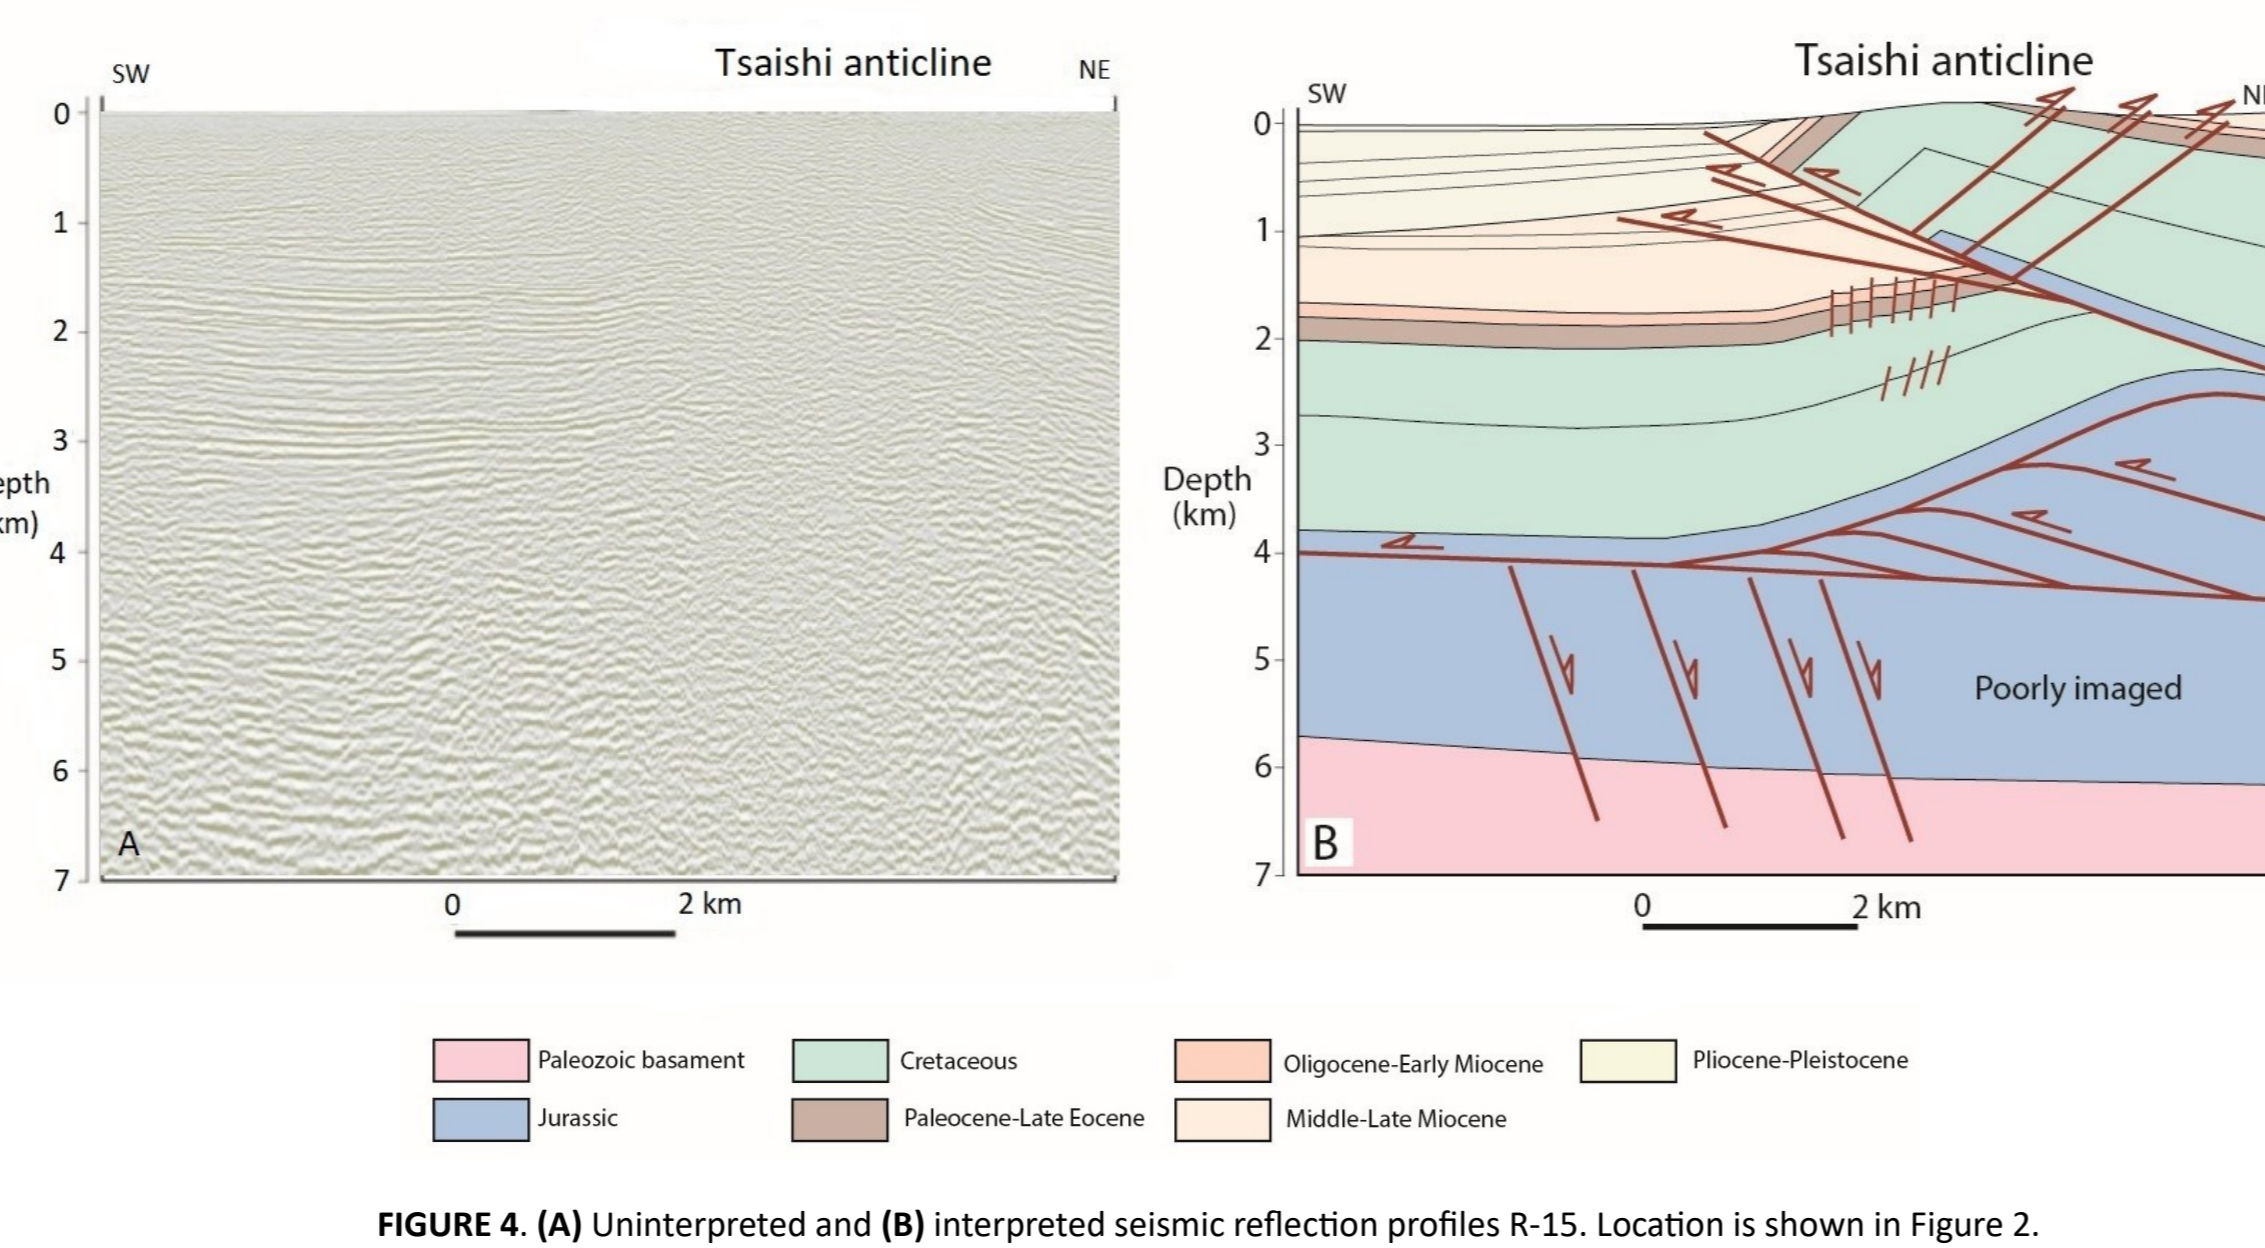 Tsaishi anticline
SW
NE
0
1
2
3
epth
km)
4
5
6
7
A
0
2 km
Tsaishi anticline
SW
NE
0
1
2
3
Depth
(km)
4
5
6
7
Poorly imaged
B
0
2 km
Paleozoic basament
Cretaceous
Oligocene-Early Miocene
Pliocene-Pleistocene
Jurassic
Paleocene-Late Eocene
Middle-Late Miocene
FIGURE 4. (A) Uninterpreted and (B) interpreted seismic reflection profiles R-15. Location is shown in Figure 2.